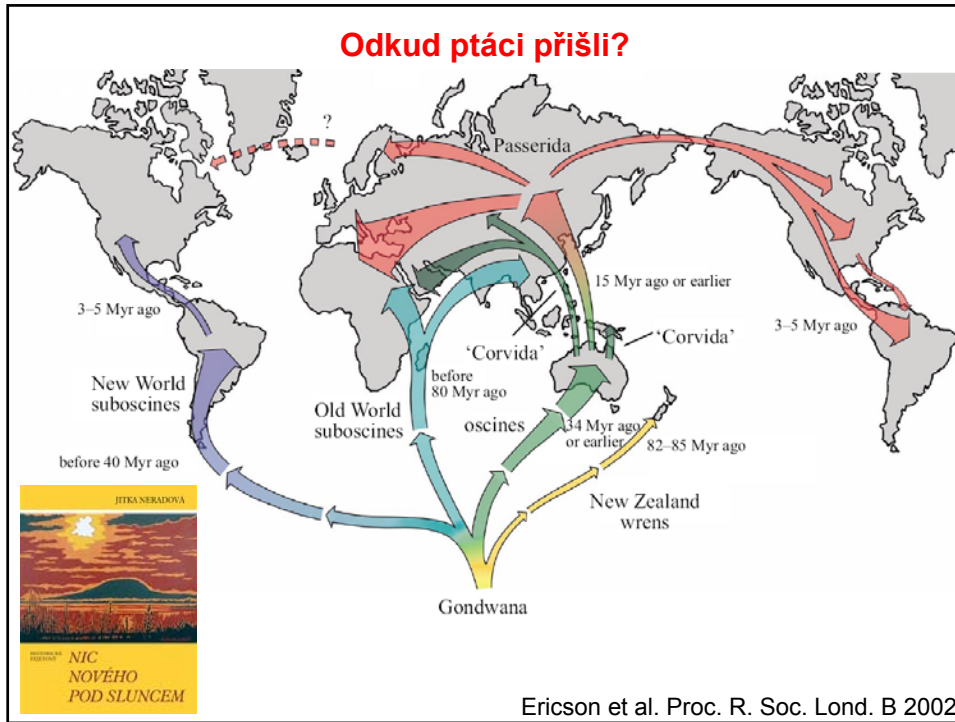 Odkud ptáci přišli?
?
Passerida
3–5 Myr ago
15 Myr ago or earlier
'Corvida'
'Corvida'
3–5 Myr ago
New World
suboscines
Old World
suboscines
before
80 Myr ago
oscines
34 Myr ago
or earlier
82–85 Myr ago
before 40 Myr ago
New Zealand
wrens
Gondwana
JITKA NERADOVÁ
HISTORICKÉ
FEJETONY
NIC
NOVÉHO
POD SLUNCEM
Ericson et al. Proc. R. Soc. Lond. B 2002